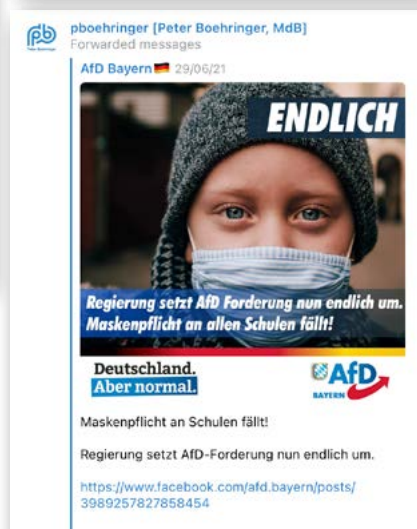 pboehringer [Peter Boehringer, MdB]
Forwarded messages
AfD Bayern 29/06/21
ENDLICH
Regierung setzt AfD Forderung nun endlich um.
Maskenpflicht an allen Schulen fällt!
Deutschland.
Aber normal.
AfD
BAYERN
Maskenpflicht an Schulen fällt!
Regierung setzt AfD-Forderung nun endlich um.
https://www.facebook.com/afd.bayern/posts/
3989257827858454